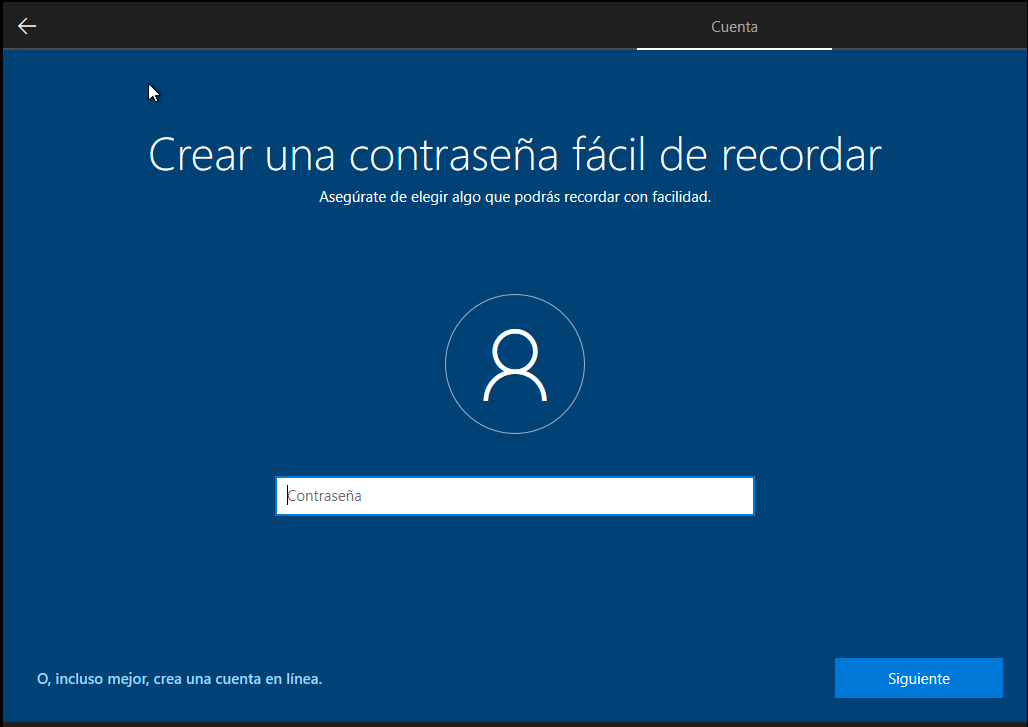 Cuenta
Crear una contraseña fácil de recordar
Asegúrate de elegir algo que podrás recordar con facilidad.
Contraseña
O, incluso mejor, crea una cuenta en línea.
Siguiente